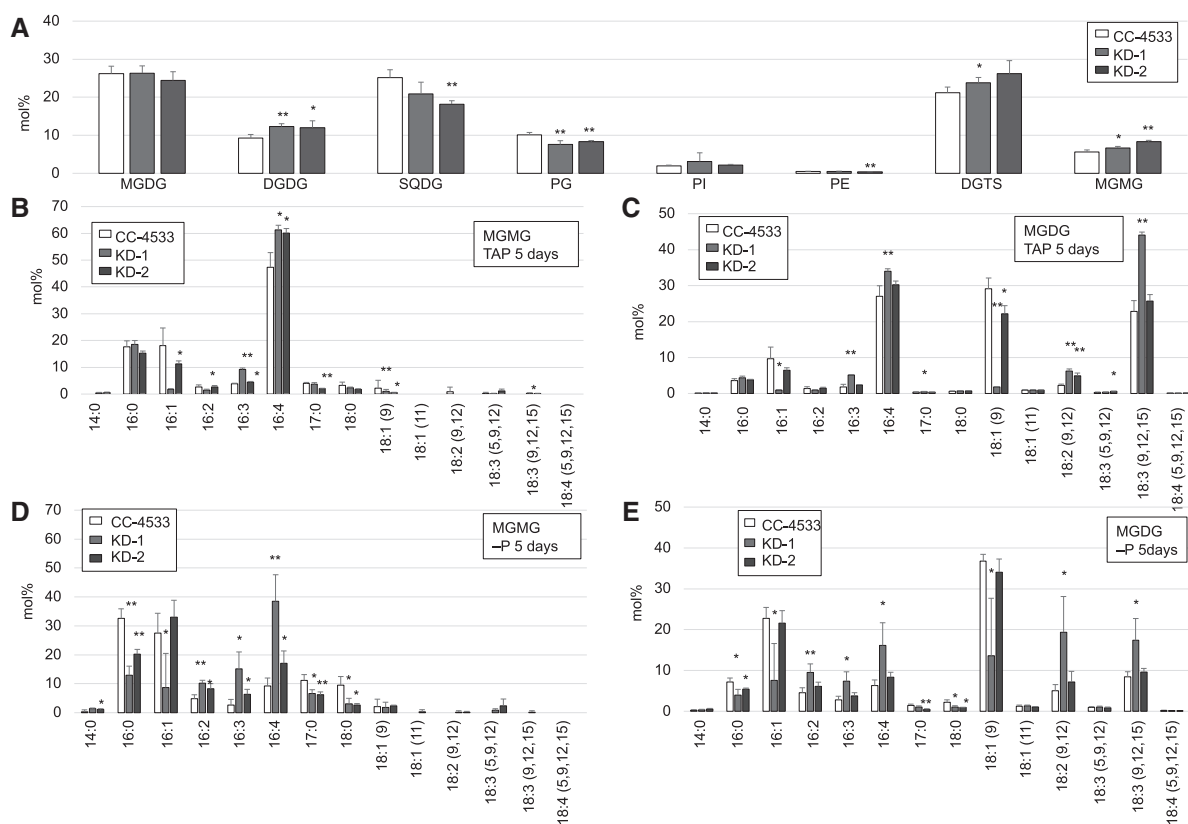 A
40
30
20
10
0
mol%
CC-4533
KD-1
KD-2
** *
**
** **
**
*
* **
MGDG DGDG SQDG PG PI PE DGTS MGMG
B
70
60
50
40
30
20
10
0
mol%
CC-4533
KD-1
KD-2
MGMG
TAP 5 days
* *
*
*
** *
**
** *
*
14:0 16:0 16:1 16:2 16:3 16:4 17:0 18:0 18:1 (9) 18:1 (11) 18:2 (9,12) 18:3 (5,9,12) 18:3 (9,12,15) 18:4 (5,9,12,15)
C
50
40
30
20
10
0
mol%
CC-4533
KD-1
KD-2
MGDG
TAP 5 days
*
**
**
*
** *
** **
*
**
14:0 16:0 16:1 16:2 16:3 16:4 17:0 18:0 18:1 (9) 18:1 (11) 18:2 (9,12) 18:3 (5,9,12) 18:3 (9,12,15) 18:4 (5,9,12,15)
D
70
60
50
40
30
20
10
0
mol%
CC-4533
KD-1
KD-2
MGMG
–P 5 days
*
** **
*
** *
* *
** *
* **
* *
14:0 16:0 16:1 16:2 16:3 16:4 17:0 18:0 18:1 (9) 18:1 (11) 18:2 (9,12) 18:3 (5,9,12) 18:3 (9,12,15) 18:4 (5,9,12,15)
E
50
40
30
20
10
0
mol%
CC-4533
KD-1
KD-2
MGDG
–P 5days
* *
*
**
*
*
**
* *
*
*
*
14:0 16:0 16:1 16:2 16:3 16:4 17:0 18:0 18:1 (9) 18:1 (11) 18:2 (9,12) 18:3 (5,9,12) 18:3 (9,12,15) 18:4 (5,9,12,15)